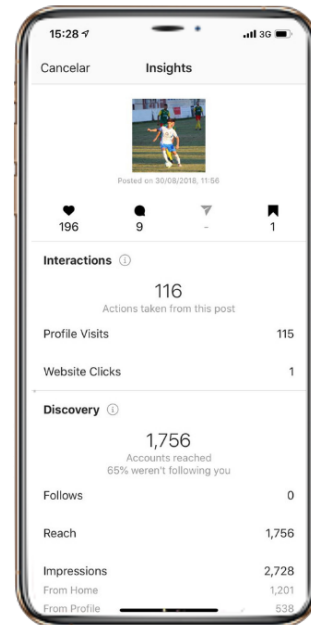 15:28
3G
Cancelar Insights
Posted on 30/08/2018, 11:56
196 9 - 1
Interactions
116
Actions taken from this post
Profile Visits 115
Website Clicks 1
Discovery
1,756
Accounts reached
65% weren't following you
Follows 0
Reach 1,756
Impressions 2,728
From Home 1,201
From Profile 538